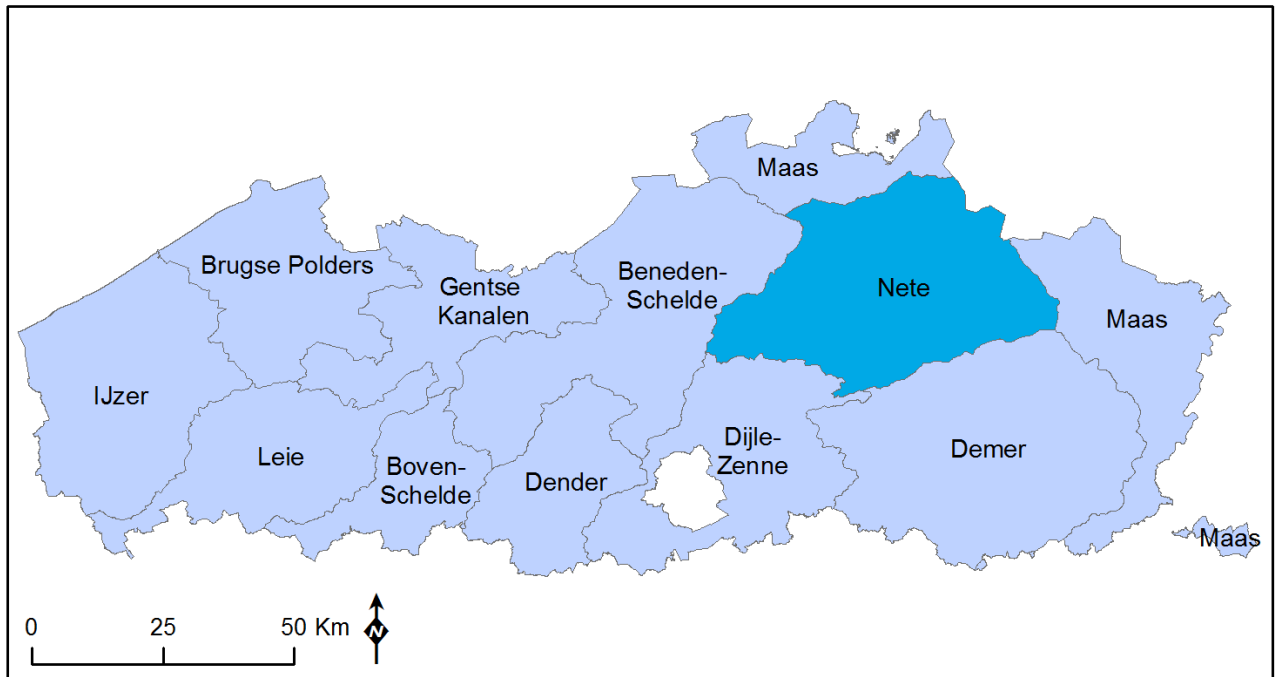 Maas
Brugse Polders
Gentse
Kanalen
Beneden-
Schelde
Nete
Maas
IJzer
Leie
Boven-
Schelde
Dender
Dijle-
Zenne
Demer
Maas
0 25 50 Km
N